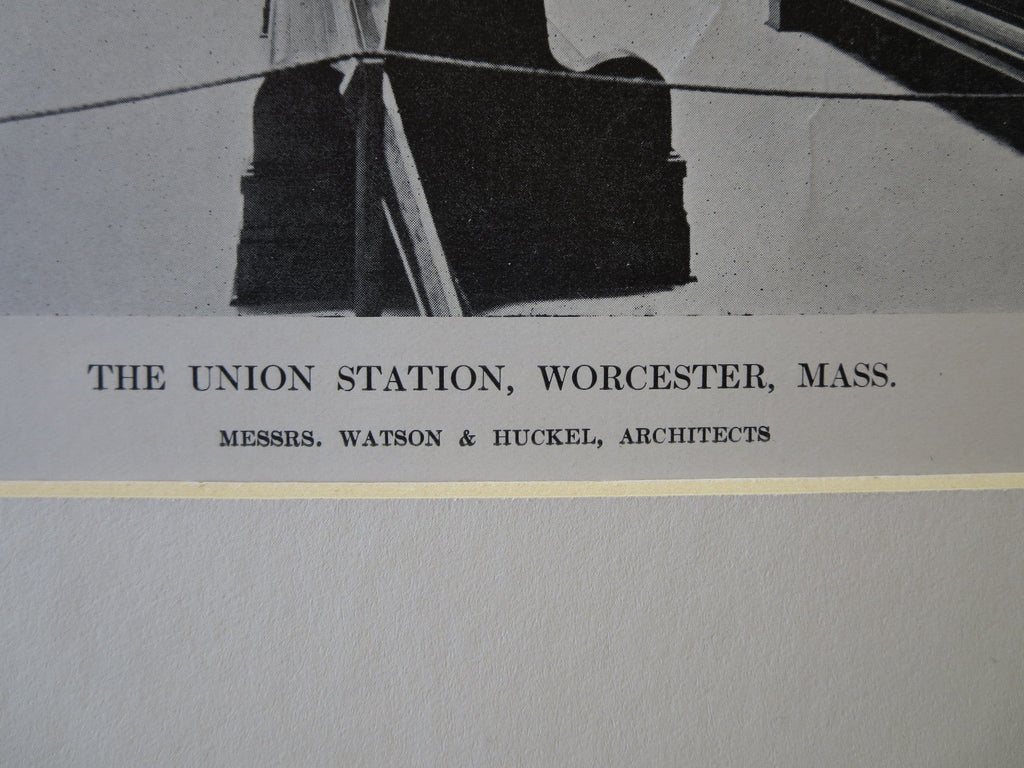 THE UNION STATION, WORCESTER, MASS.
MESSRS. WATSON & HUCKEL, ARCHITECTS